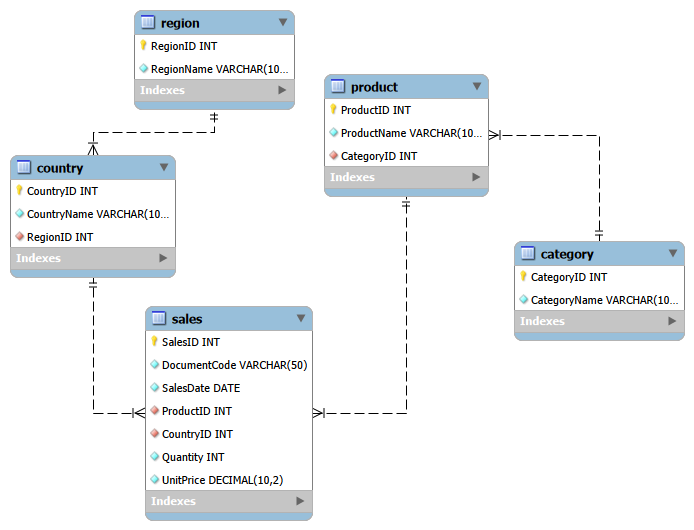 region
RegionID INT
RegionName VARCHAR(10...
Indexes
product
ProductID INT
ProductName VARCHAR(10...
CategoryID INT
Indexes
country
CountryID INT
CountryName VARCHAR(10...
RegionID INT
Indexes
category
CategoryID INT
CategoryName VARCHAR(10...
Indexes
sales
SalesID INT
DocumentCode VARCHAR(50)
SalesDate DATE
ProductID INT
CountryID INT
Quantity INT
UnitPrice DECIMAL(10,2)
Indexes